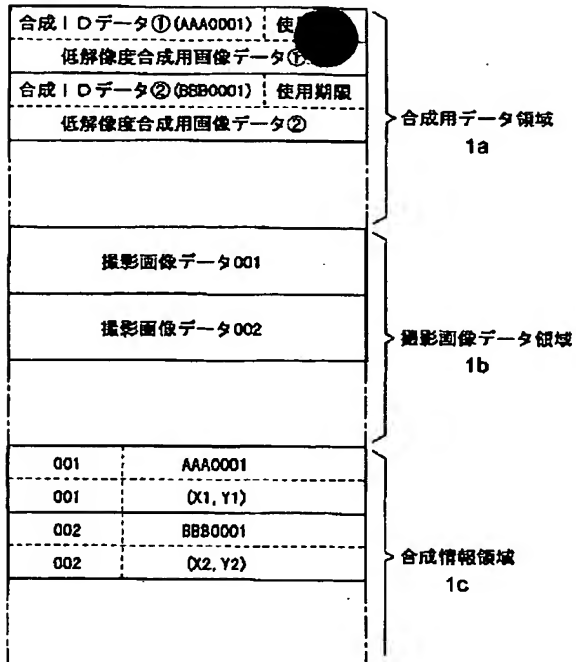 合成IDデータ①(AAA0001) 使
低解像度合成用画像データ①
合成IDデータ②(BBB0001) 使用期限
低解像度合成用画像データ②
合成用データ領域
1a
撮影画像データ001
撮影画像データ002
撮影画像データ領域
1b
001 AAA0001
001 (X1, Y1)
002 BBB0001
002 (X2, Y2)
合成情報領域
1c